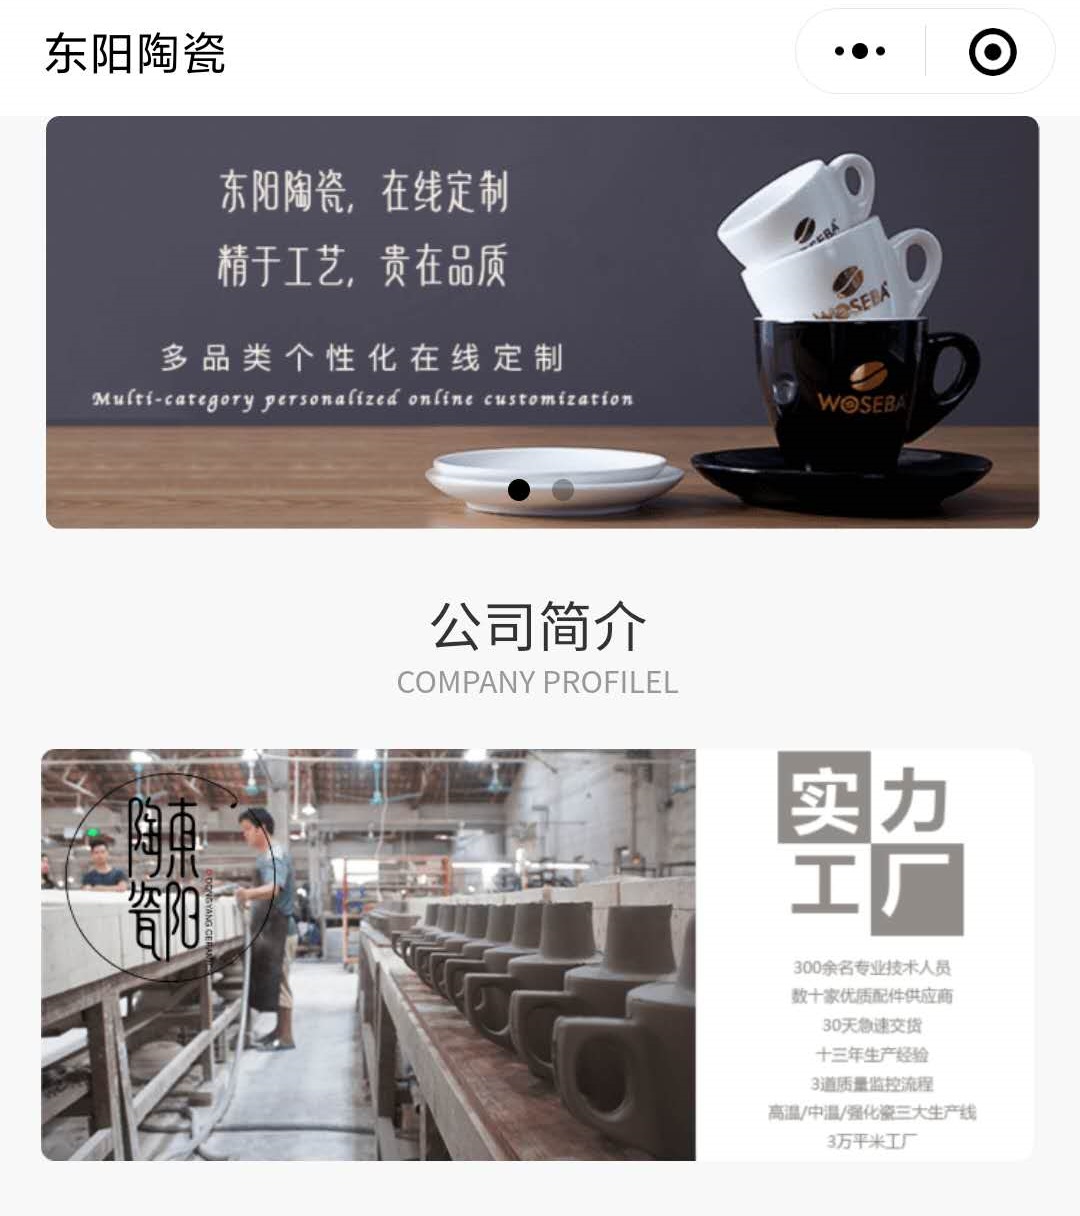 东阳陶瓷
东阳陶瓷, 在线定制
精于工艺, 贵在品质
多品类个性化在线定制
Multi-category personalized online customization
WOSEBA
WOSEBA
公司简介
COMPANY PROFILEL
東阳
陶瓷
实力
工厂
300余名专业技术人员
数十家优质配件供应商
30天急速交货
十三年生产经验
3道质量监控流程
高温/中温/强化瓷三大生产线
3万平米工厂